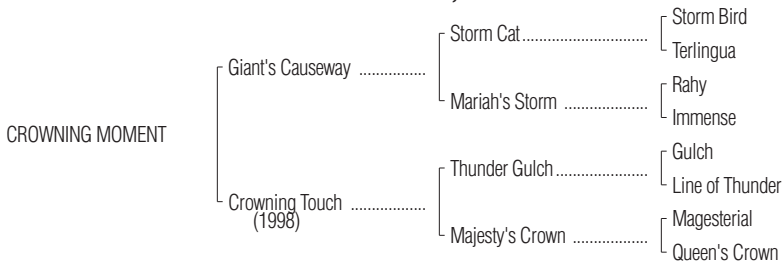 Storm Bird
Storm Cat..............................
Terlingua
Giant's Causeway ................
Rahy
Mariah's Storm ....................
Immense
CROWNING MOMENT
Gulch
Thunder Gulch......................
Line of Thunder
Crowning Touch ..................
(1998)
Magesterial
Majesty's Crown ..................
Queen's Crown